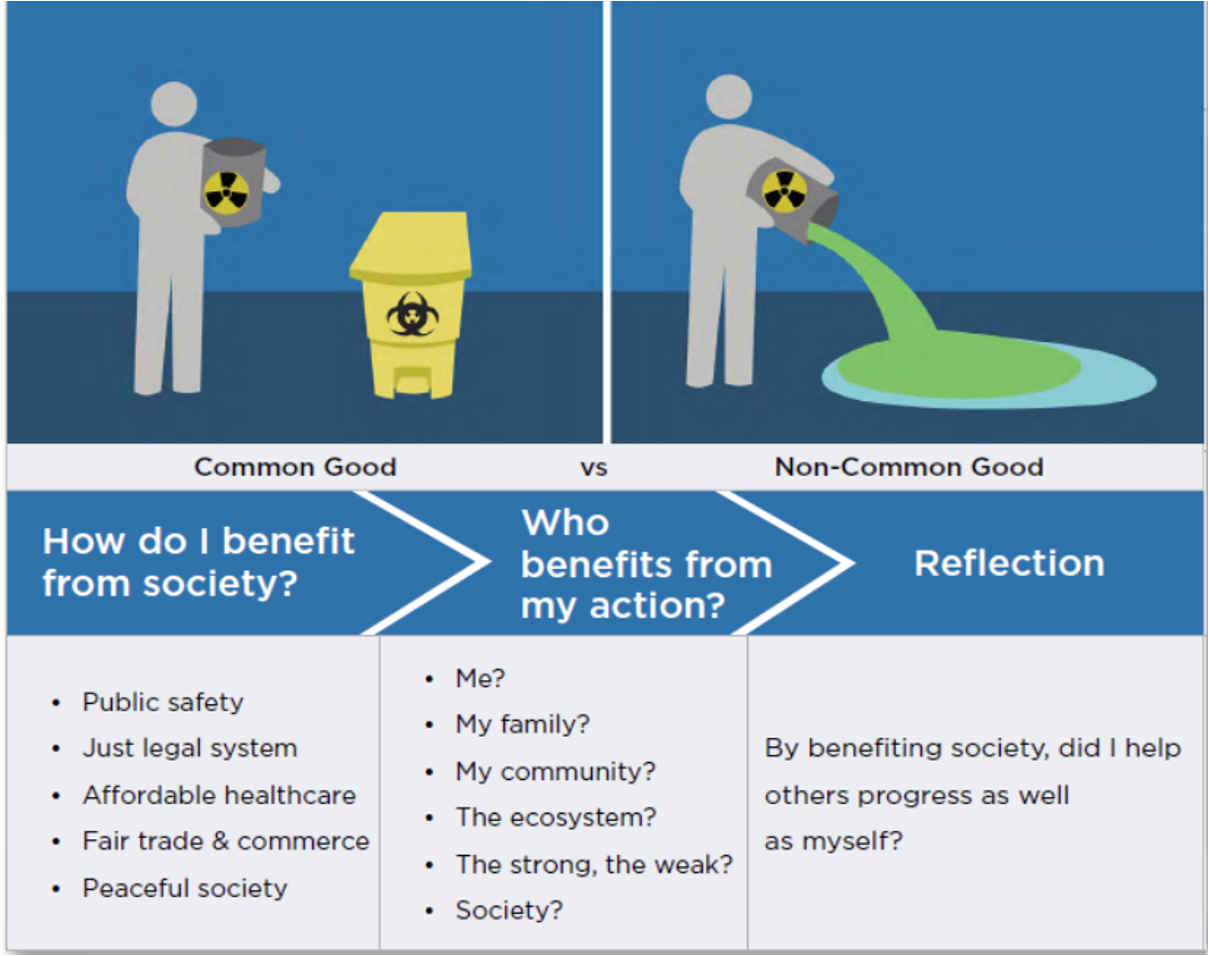 Common Good vs Non-Common Good
How do I benefit
from society?
Who
benefits from
my action?
Reflection
• Public safety
• Just legal system
• Affordable healthcare
• Fair trade & commerce
• Peaceful society
• Me?
• My family?
• My community?
• The ecosystem?
• The strong, the weak?
• Society?
By benefiting society, did I help
others progress as well
as myself?